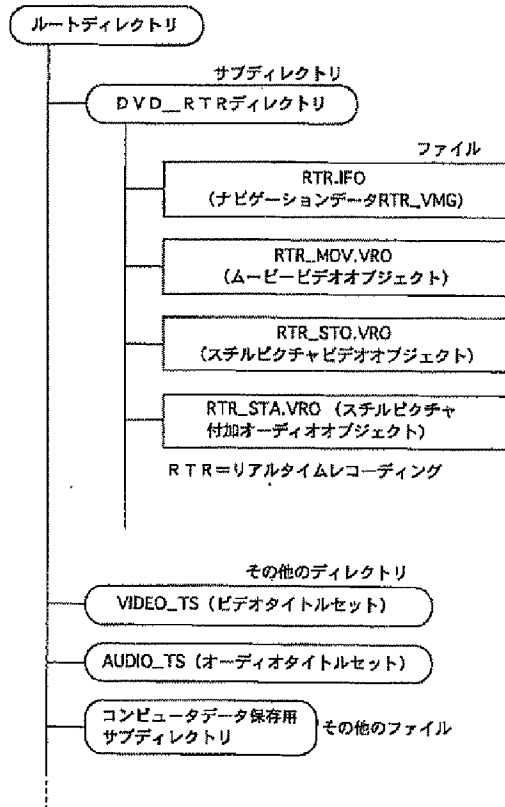 ルートディレクトリ
サブディレクトリ
DVD__RTRディレクトリ
ファイル
RTR.IFO
(ナビゲーションデータRTR_VMG)
RTR_MOV.VRO
(ムービービデオオブジェクト)
RTR_STO.VRO
(スチルピクチャビデオオブジェクト)
RTR_STA.VRO (スチルピクチャ
付加オーディオオブジェクト)
RTR=リアルタイムレコーディング
その他のディレクトリ
VIDEO_TS (ビデオタイトルセット)
AUDIO_TS (オーディオタイトルセット)
コンピュータデータ保存用
サブディレクトリ
その他のファイル